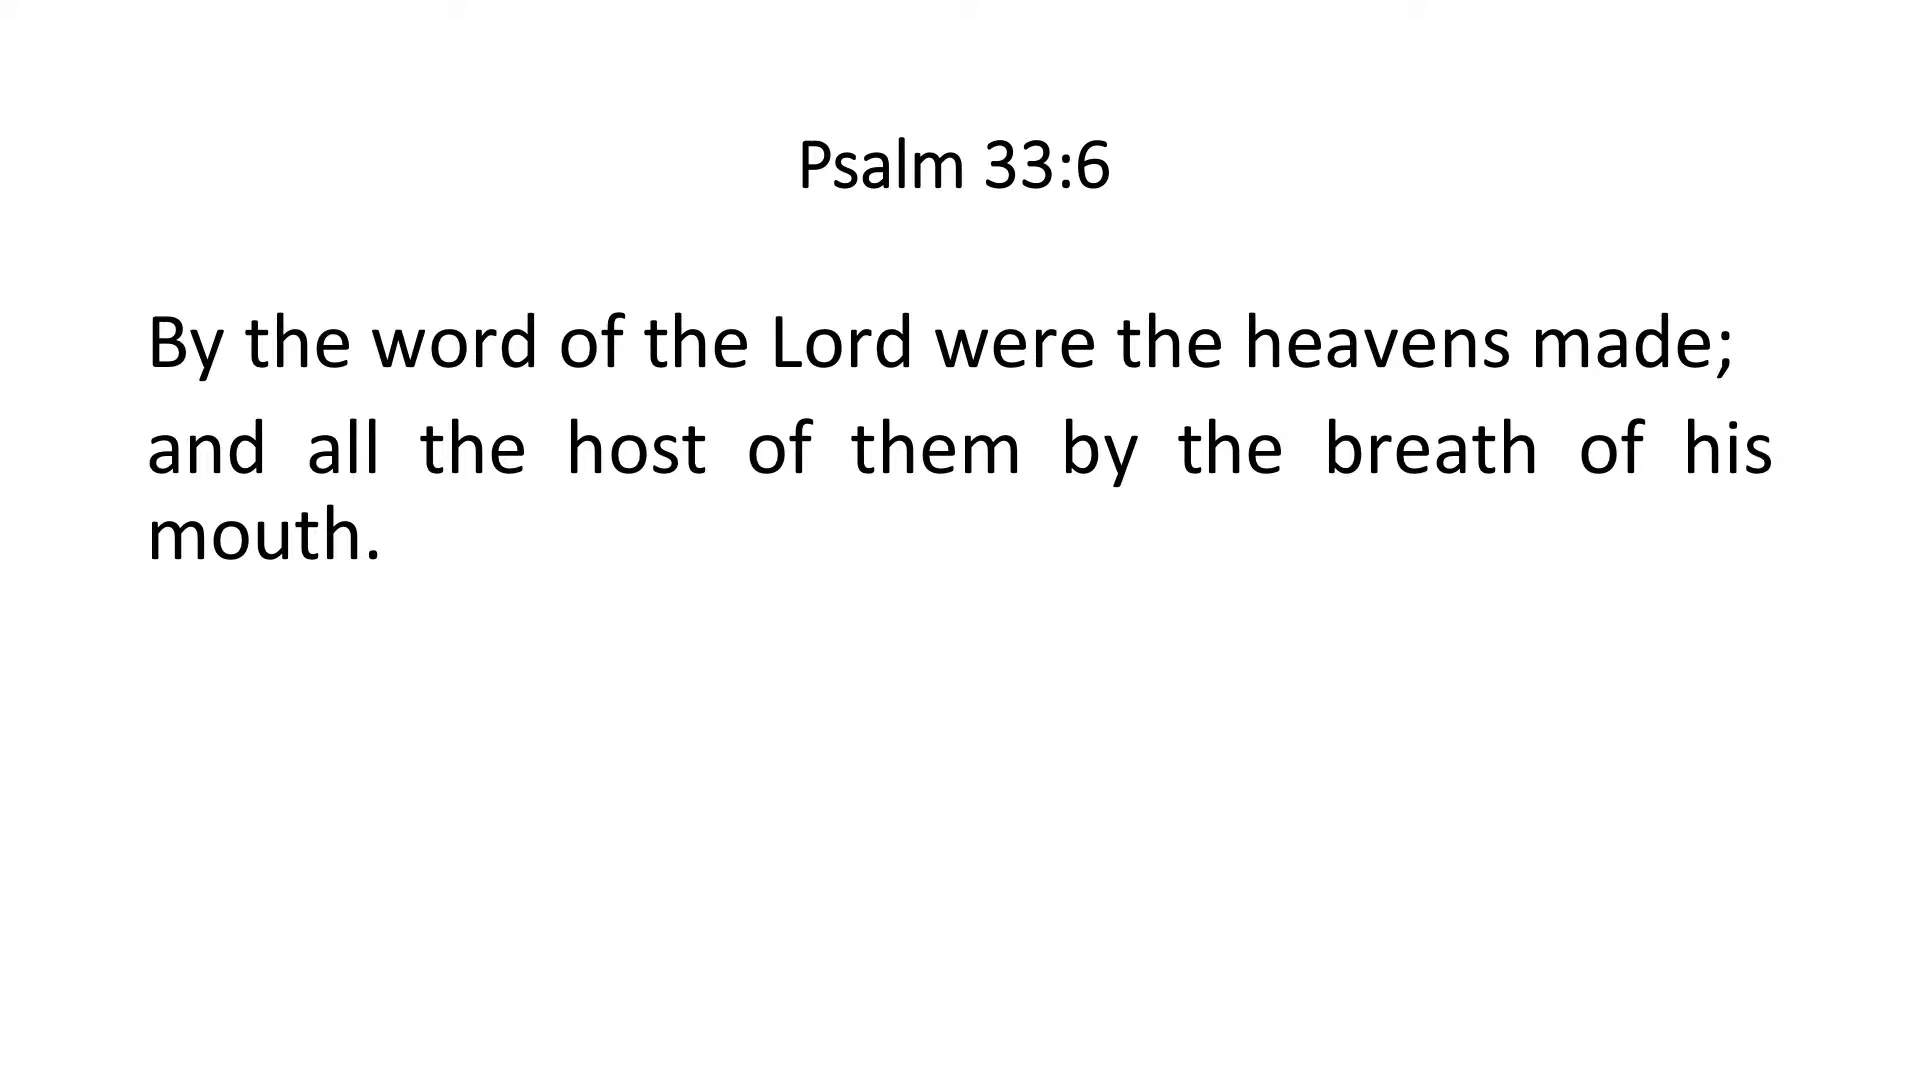 Psalm 33:6
By the word of the Lord were the heavens made;
and all the host of them by the breath of his
mouth.